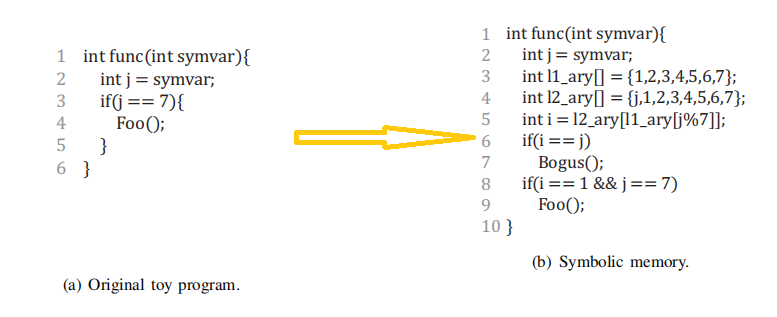 1 int func(int symvar){
2 int j = symvar;
3 if(j == 7){
4 Foo();
5 }
6 }
(a) Original toy program.
1 int func(int symvar){
2 int j = symvar;
3 int l1_ary[] = {1,2,3,4,5,6,7};
4 int l2_ary[] = {j,1,2,3,4,5,6,7};
5 int i = l2_ary[l1_ary[j%7]];
6 if(i == j)
7 Bogus();
8 if(i == 1 && j == 7)
9 Foo();
10 }
(b) Symbolic memory.